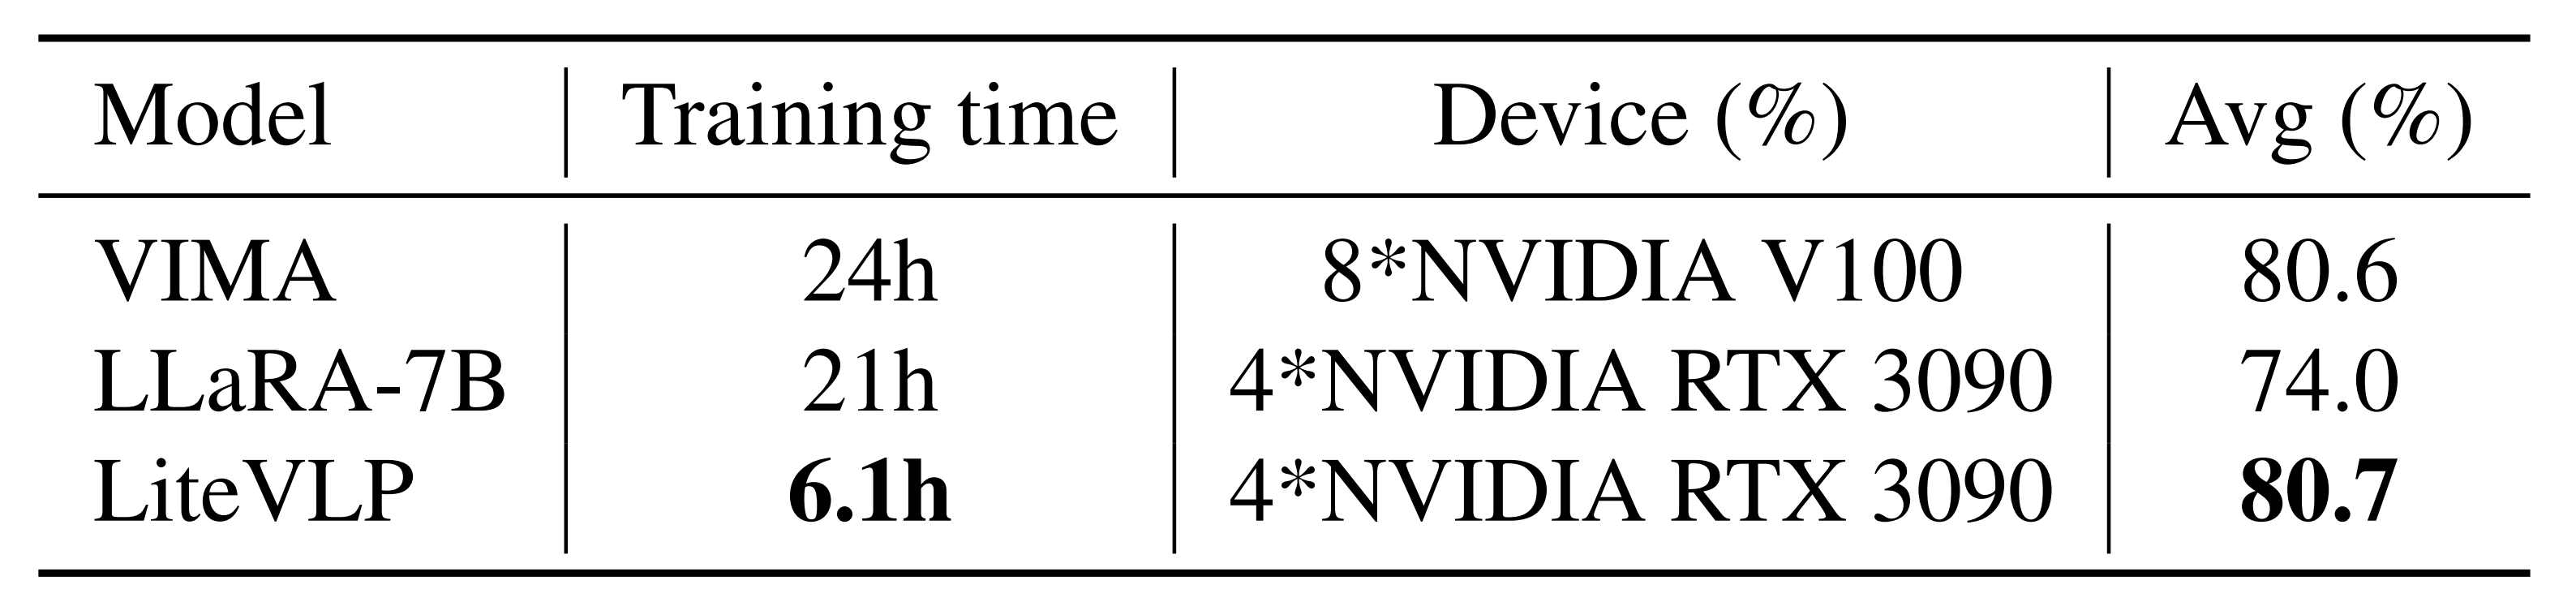 Model Training time Device (%) Avg (%)
VIMA 24h 8*NVIDIA V100 80.6
LLaRA-7B 21h 4*NVIDIA RTX 3090 74.0
LiteVLP 6.1h 4*NVIDIA RTX 3090 80.7